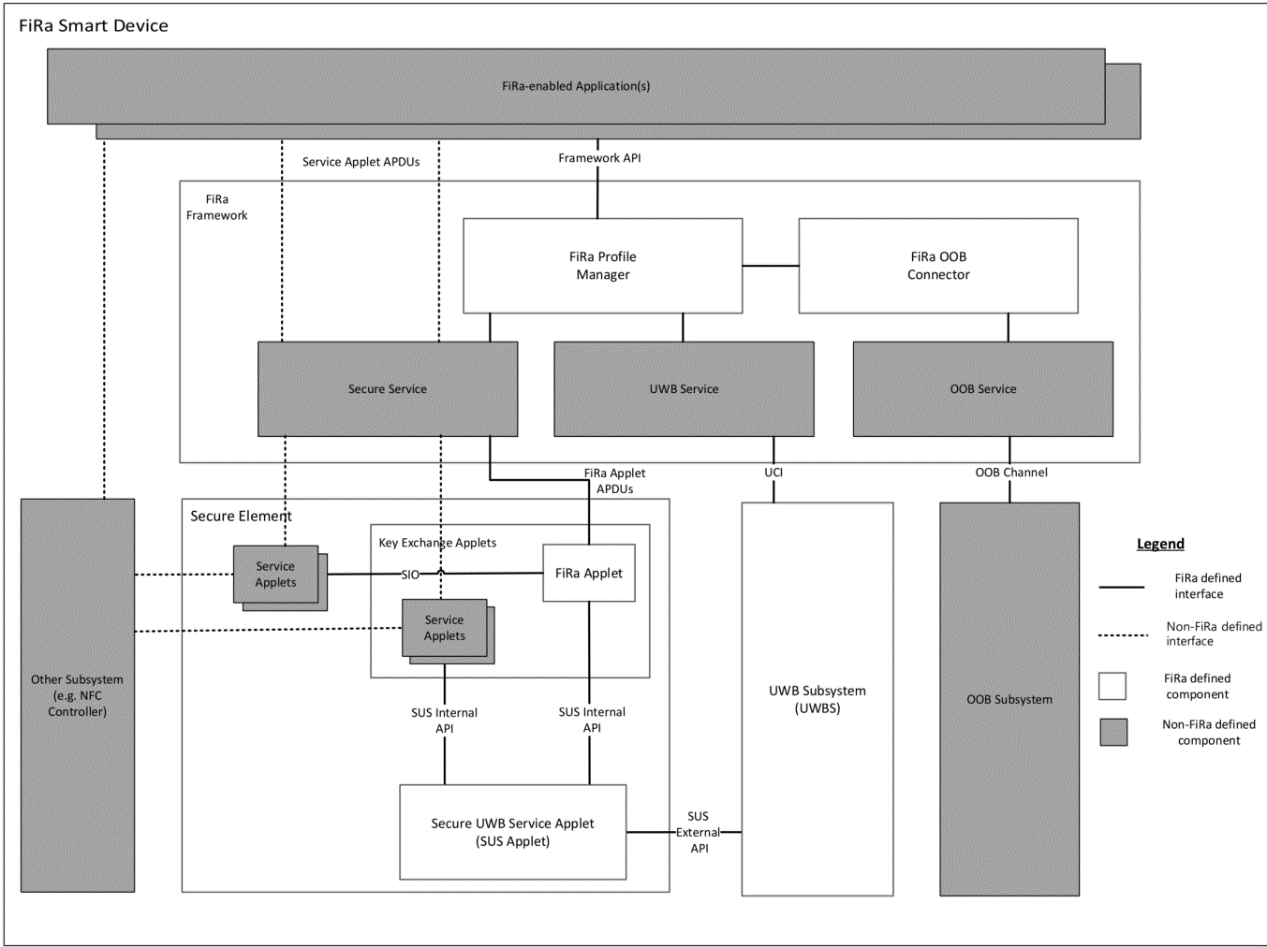 FiRa Smart Device
FiRa-enabled Application(s)
Service Applet APDUs
Framework API
FiRa
Framework
FiRa Profile
Manager
FiRa OOB
Connector
Secure Service
UWB Service
OOB Service
FiRa Applet
APDUs
UCI
OOB Channel
Secure Element
Key Exchange Applets
Service
Applets
SIO
FiRa Applet
Service
Applets
Other Subsystem
(e.g. NFC
Controller)
SUS Internal
API
SUS Internal
API
UWB Subsystem
(UWBS)
OOB Subsystem
Secure UWB Service Applet
(SUS Applet)
SUS
External
API
Legend
FiRa defined
interface
Non-FiRa defined
interface
FiRa defined
component
Non-FiRa defined
component